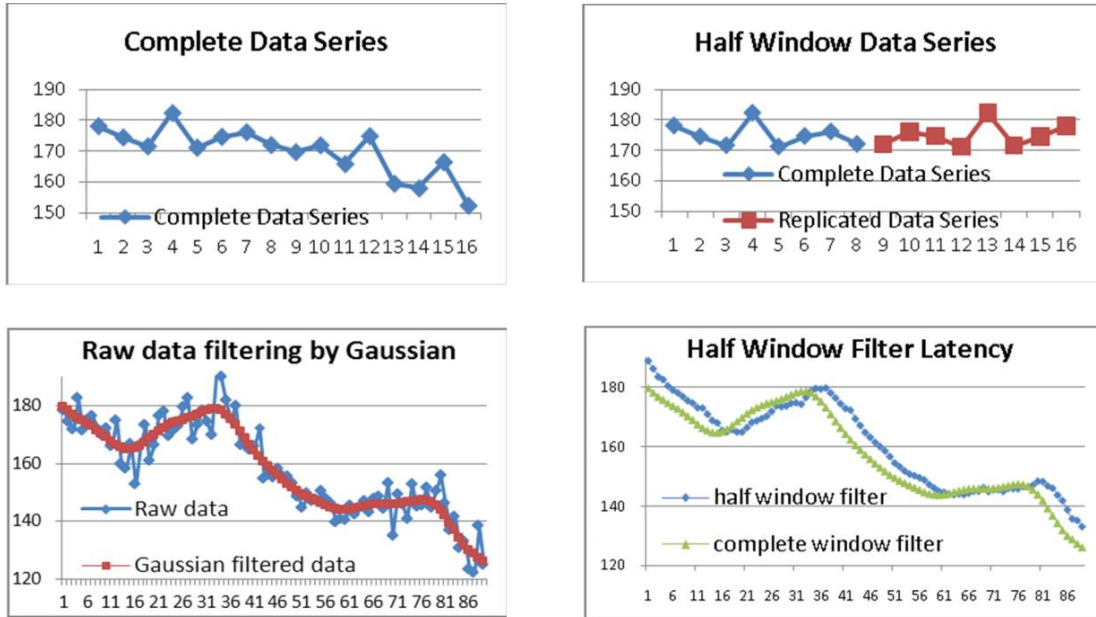 Complete Data Series
190
180
170
160
150
Complete Data Series
1 2 3 4 5 6 7 8 9 10 11 12 13 14 15 16
Half Window Data Series
190
180
170
160
150
Complete Data Series
Replicated Data Series
1 2 3 4 5 6 7 8 9 10 11 12 13 14 15 16
Raw data filtering by Gaussian
180
160
140
120
Raw data
Gaussian filtered data
1 6 11 16 21 26 31 36 41 46 51 56 61 66 71 76 81 86
Half Window Filter Latency
180
160
140
120
half window filter
complete window filter
1 6 11 16 21 26 31 36 41 46 51 56 61 66 71 76 81 86